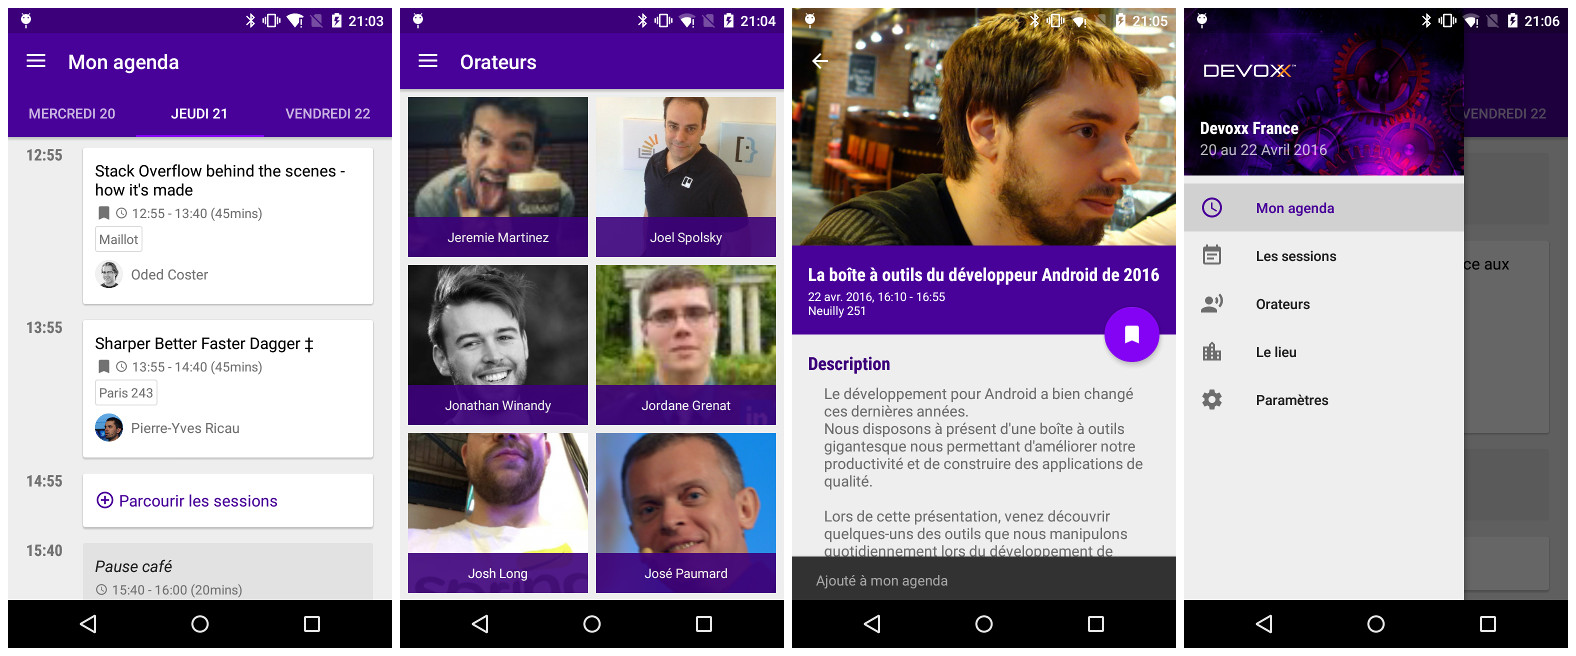 21:03
Mon agenda
MERCREDI 20
JEUDI 21
VENDREDI 22
12:55
Stack Overflow behind the scenes -
how it's made
12:55 - 13:40 (45mins)
Maillot
Oded Coster
13:55
Sharper Better Faster Dagger ‡
13:55 - 14:40 (45mins)
Paris 243
Pierre-Yves Ricau
14:55
Parcourir les sessions
15:40
Pause café
15:40 - 16:00 (20mins)
21:04
Orateurs
Jeremie Martinez
Joel Spolsky
Jonathan Winandy
in
Jordane Grenat
Josh Long
José Paumard
21:05
La boîte à outils du développeur Android de 2016
22 avr. 2016, 16:10 - 16:55
Neuilly 251
Description
Le développement pour Android a bien changé
ces dernières années.
Nous disposons à présent d'une boîte à outils
gigantesque nous permettant d'améliorer notre
productivité et de construire des applications de
qualité.
Lors de cette présentation, venez découvrir
quelques-uns des outils que nous manipulons
quotidiennement lors du développement de
Ajouté à mon agenda
21:06
DEVOXX™
Devoxx France
20 au 22 Avril 2016
VENDREDI 22
Mon agenda
Les sessions
ce aux
Orateurs
Le lieu
Paramètres